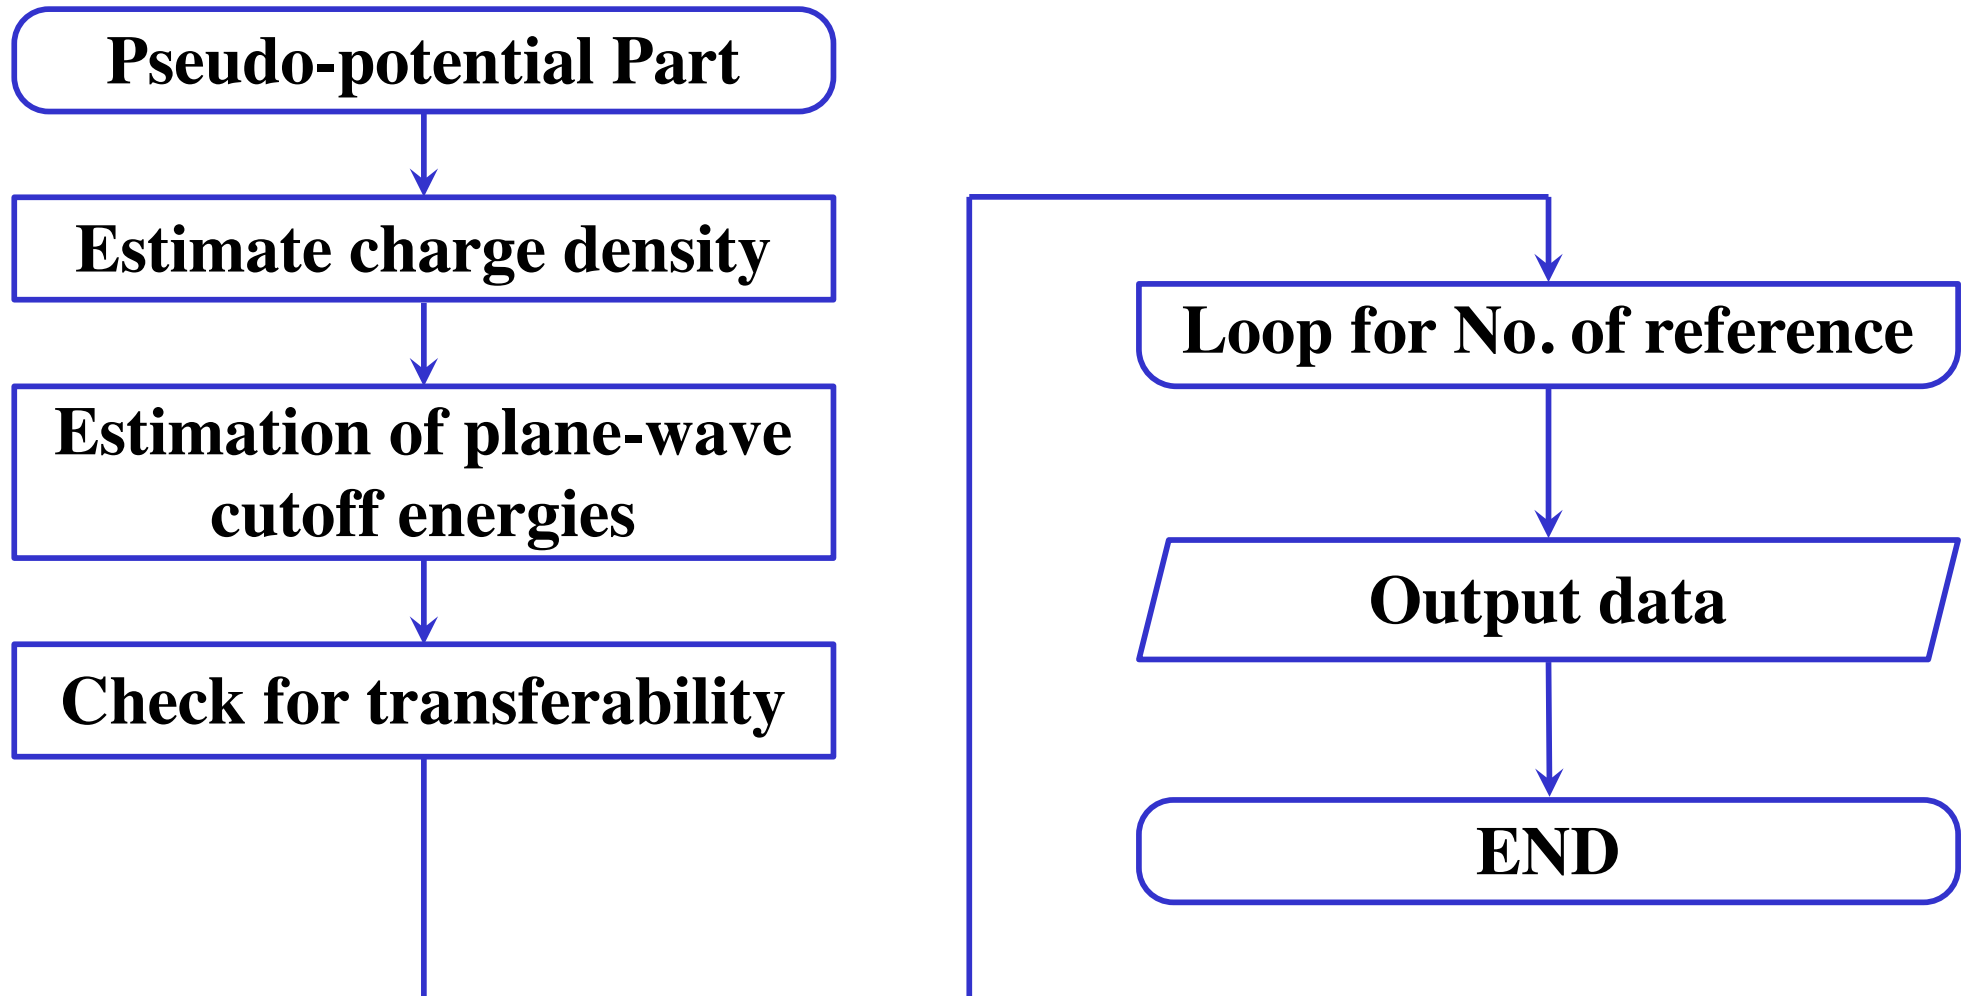 Pseudo-potential Part
Estimate charge density
Estimation of plane-wave
cutoff energies
Check for transferability
Loop for No. of reference
Output data
END